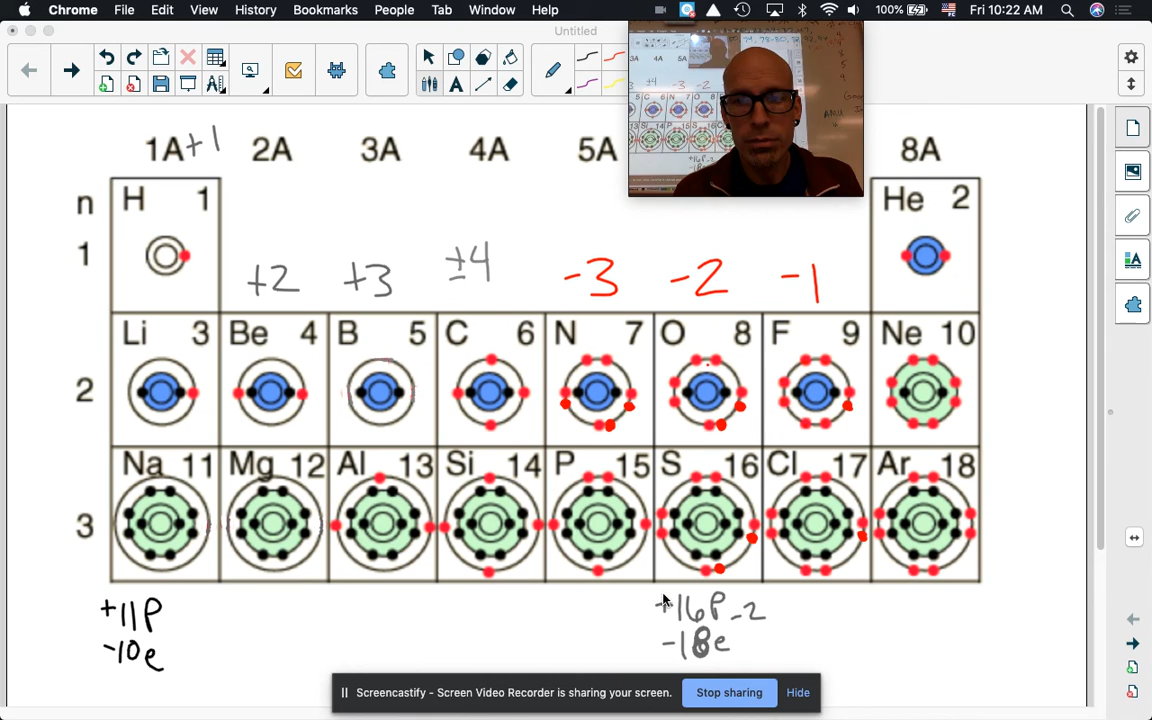 Chrome File Edit View History Bookmarks People Tab Window Help 100% Fri 10:22 AM
Untitled
1A +1 2A 3A 4A 5A 8A
n H 1 He 2
1 +2 +3 ±4 -3 -2 -1
Li 3 Be 4 B 5 C 6 N 7 O 8 F 9 Ne 10
2
Na 11 Mg 12 Al 13 Si 14 P 15 S 16 Cl 17 Ar 18
3
+11P +16P -2
-10e -18e
Screencastify - Screen Video Recorder is sharing your screen. Stop sharing Hide